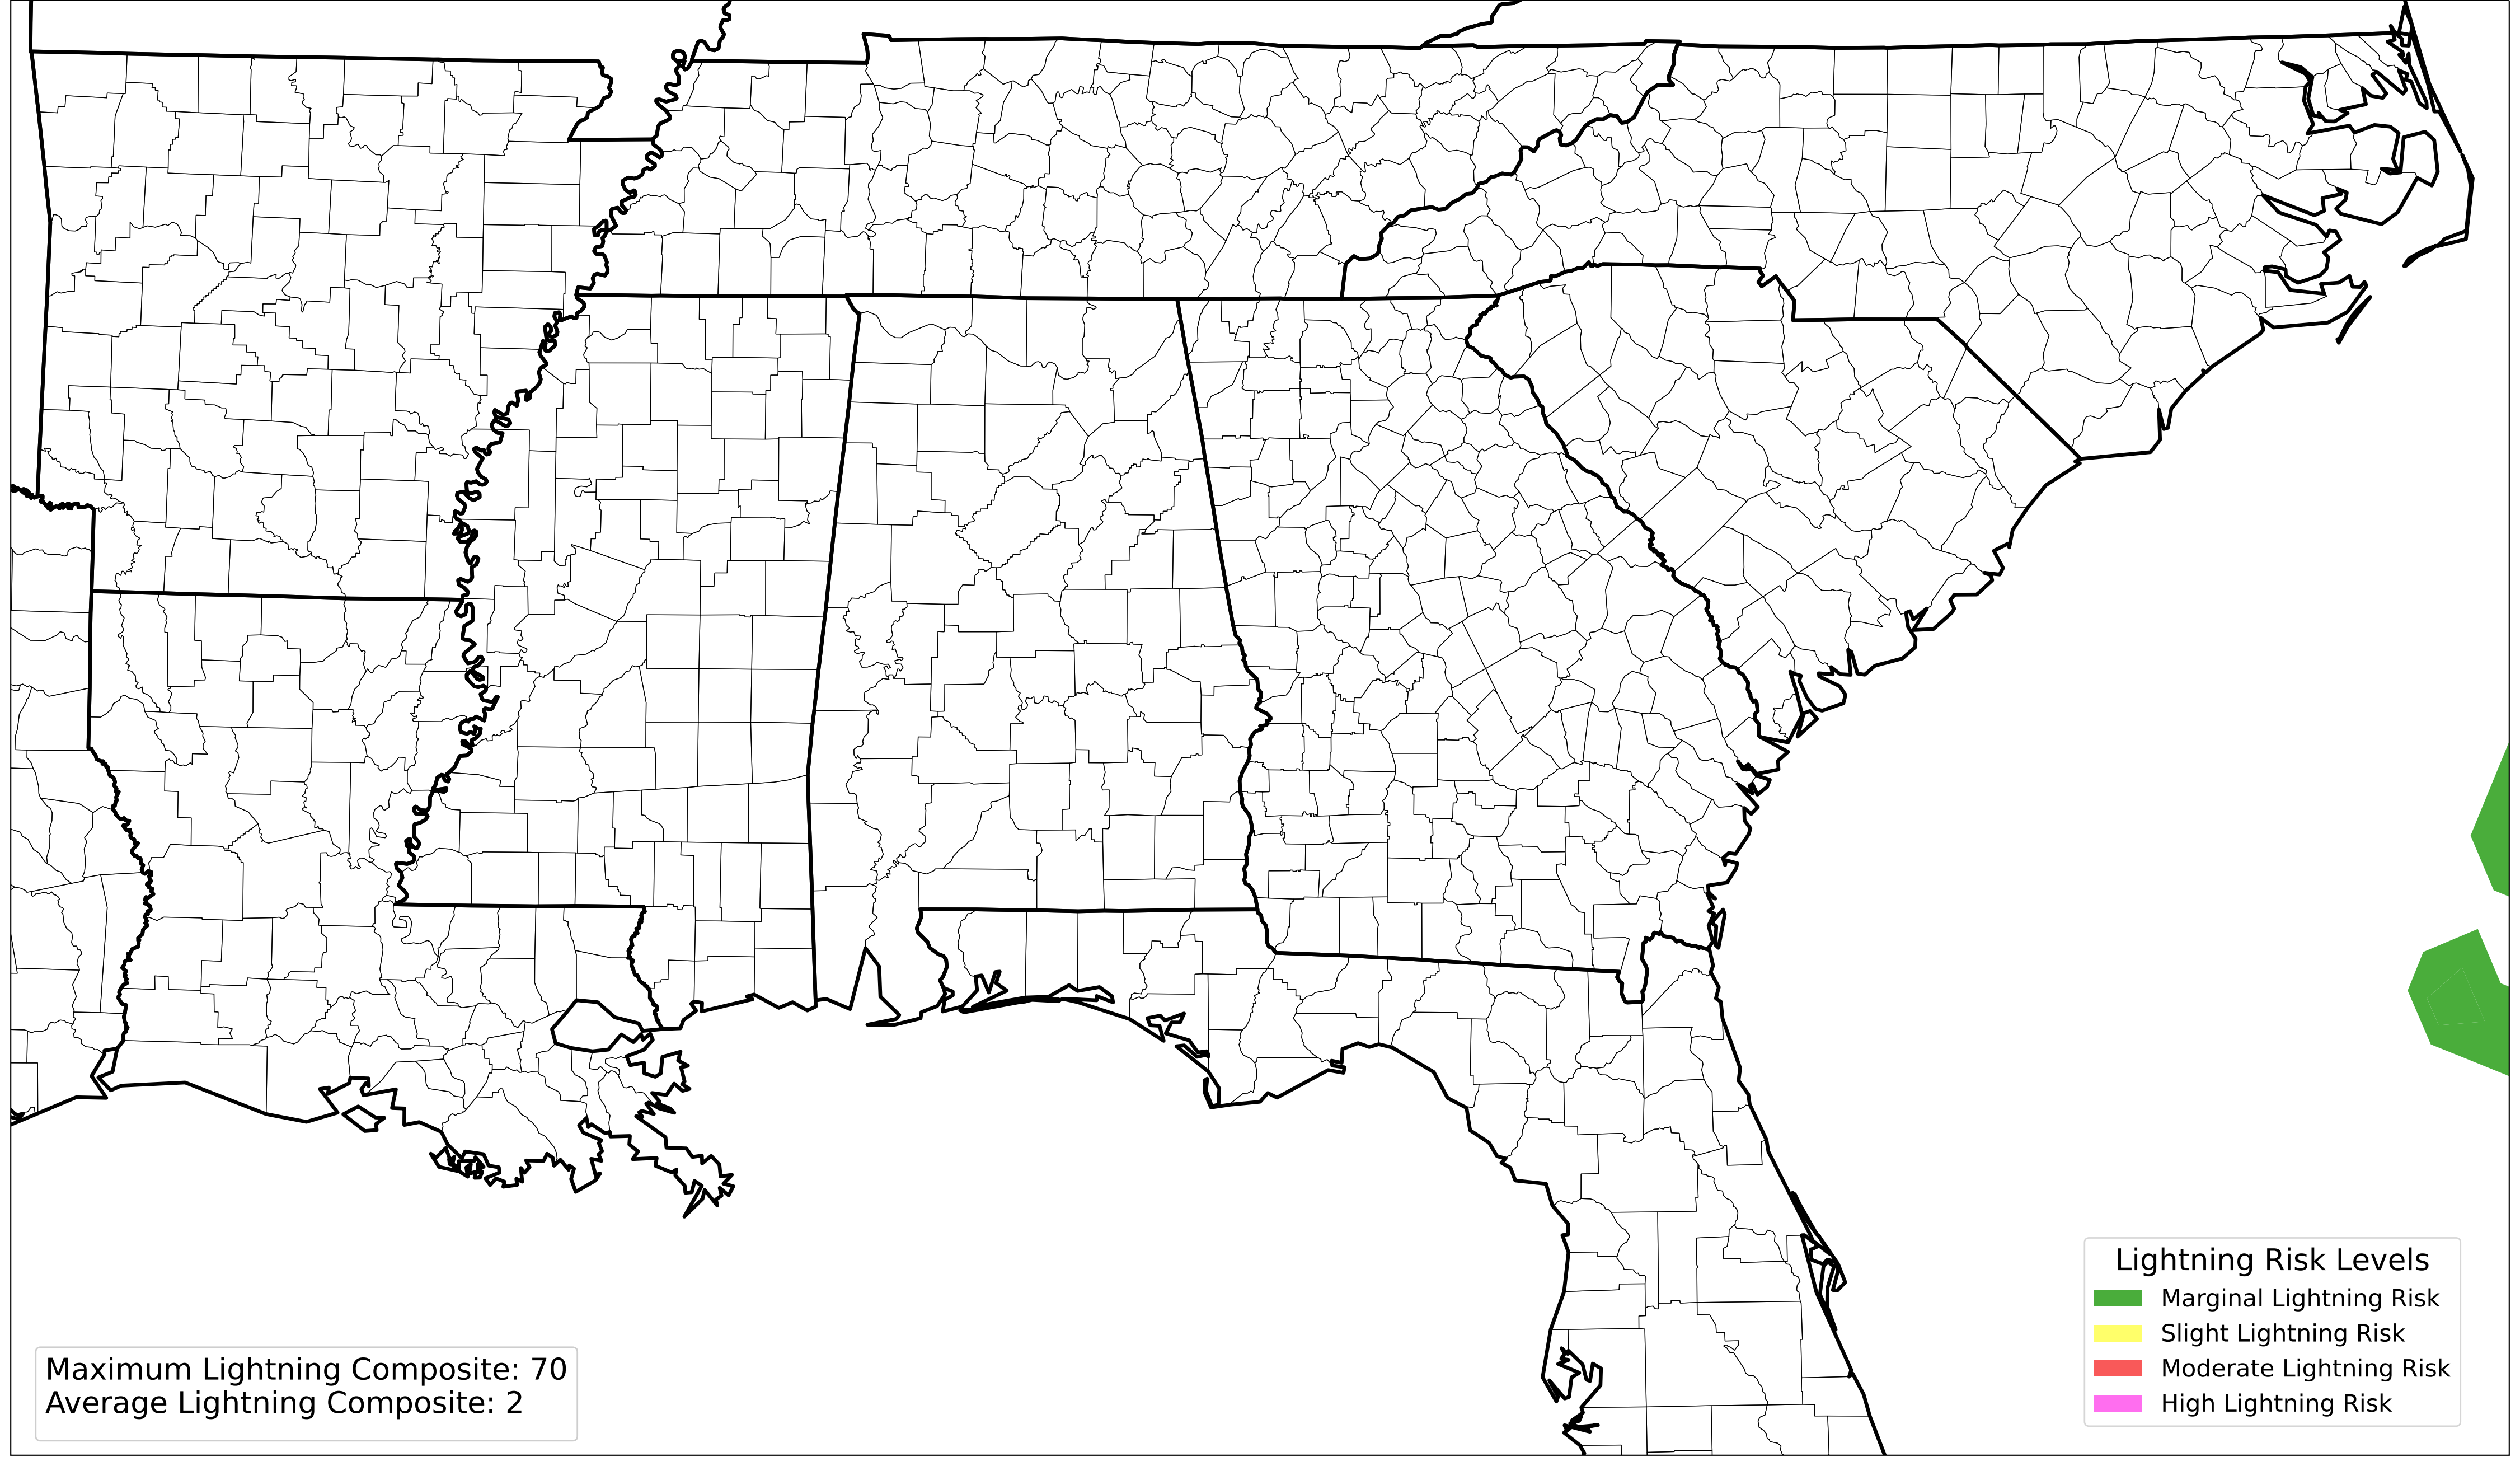 Maximum Lightning Composite: 70
Average Lightning Composite: 2
Lightning Risk Levels
Marginal Lightning Risk
Slight Lightning Risk
Moderate Lightning Risk
High Lightning Risk